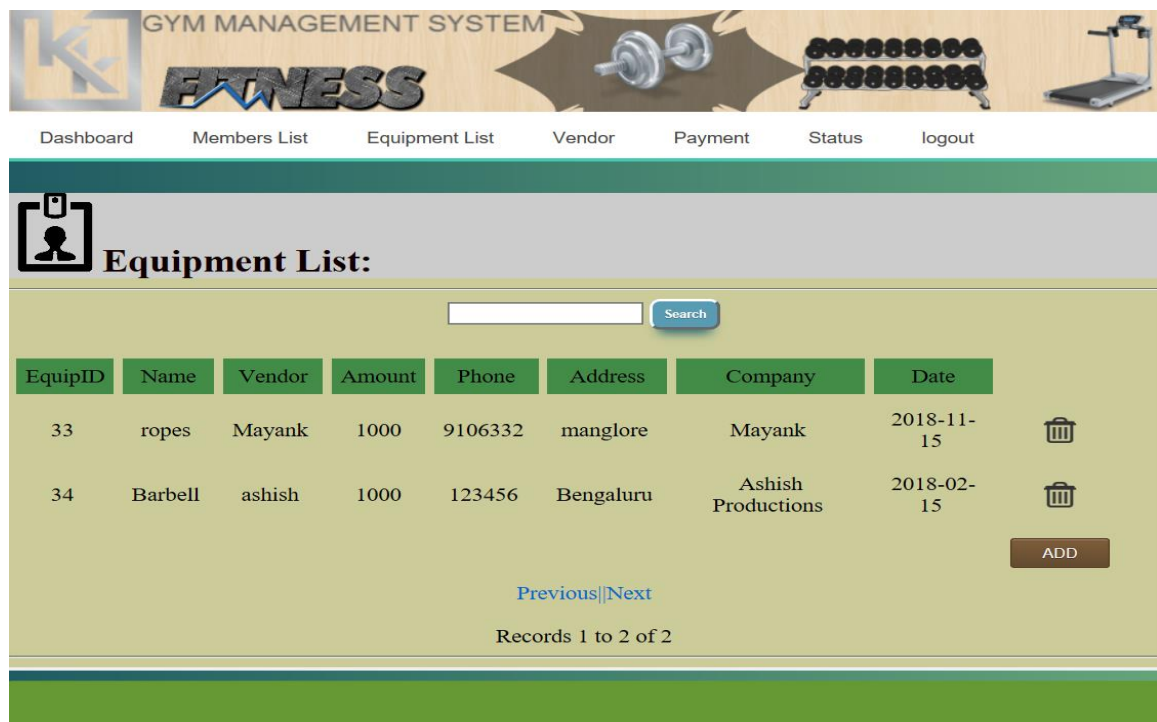 GYM MANAGEMENT SYSTEM
FITNESS
Dashboard Members List Equipment List Vendor Payment Status logout
Equipment List:
Search
EquipID Name Vendor Amount Phone Address Company Date
33 ropes Mayank 1000 9106332 manglore Mayank 2018-11-
15
34 Barbell ashish 1000 123456 Bengaluru Ashish
Productions 2018-02-
15
ADD
Previous||Next
Records 1 to 2 of 2